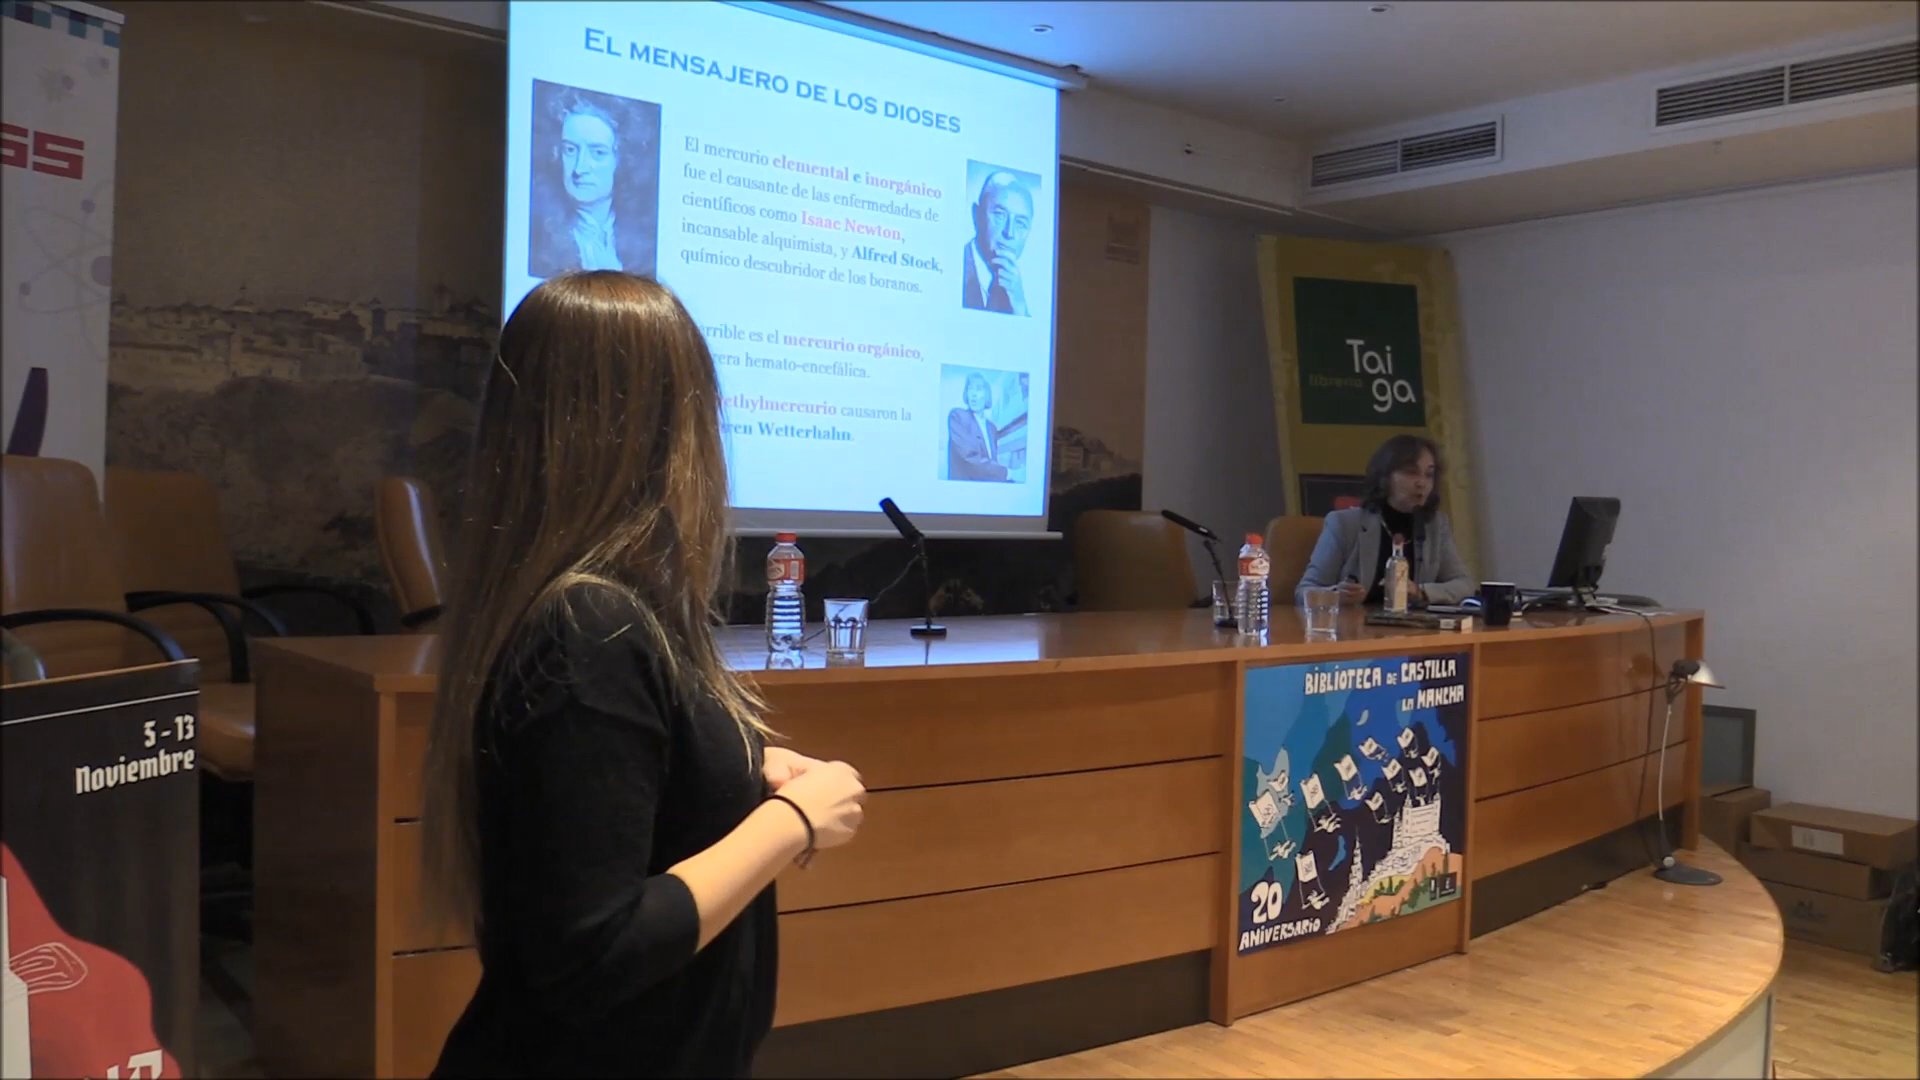 EL MENSAJERO DE LOS DIOSES
El mercurio elemental e inorgánico
fue el causante de las enfermedades de
científicos como Isaac Newton,
incansable alquimista, y Alfred Stock,
químico descubridor de los boranos.
es el mercurio orgánico,
hemato-encefálica.
causaron la
Wetterhahn.
SS
Tai
ga
librería
5-13
Noviembre
BIBLIOTECA DE CASTILLA
LA MANCHA
20
ANIVERSARIO